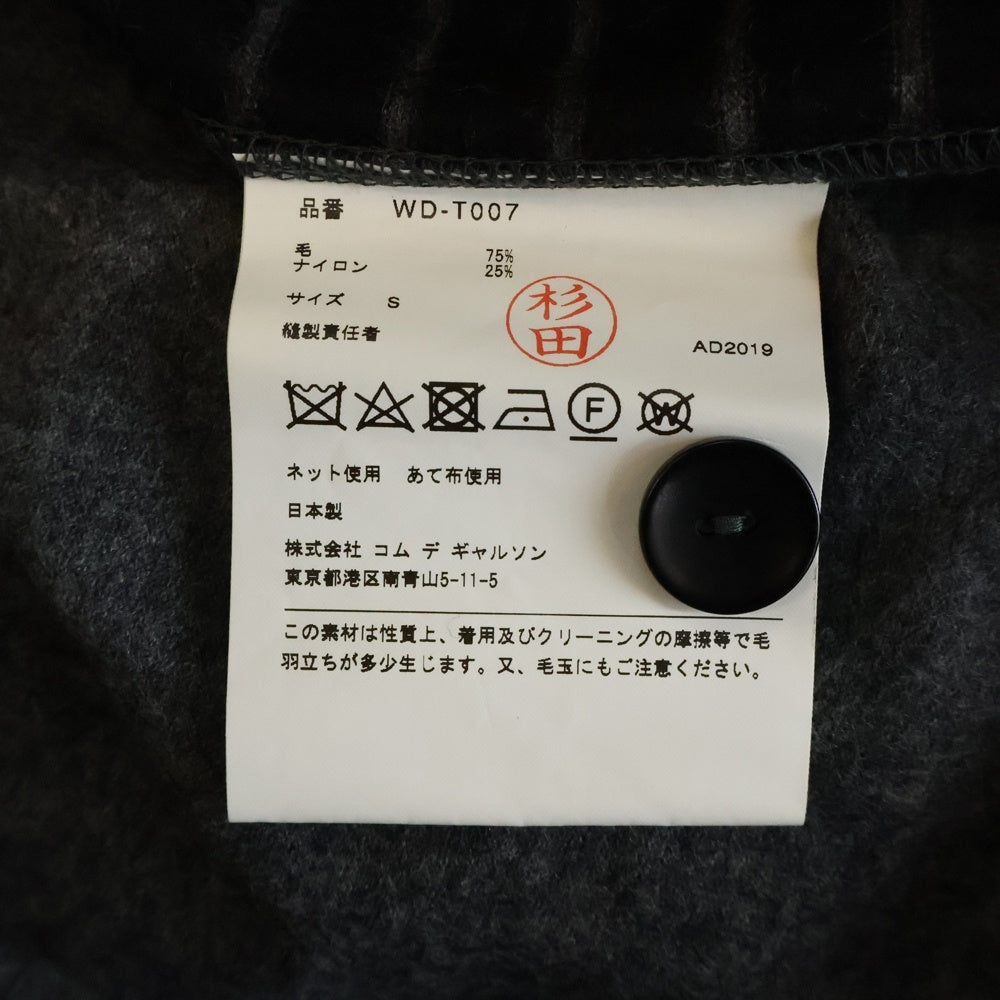 品番 WD-T007
毛 75%
ナイロン 25%
サイズ S
縫製責任者
杉田
AD2019
F
W
ネット使用 あて布使用
日本製
株式会社 コム デ ギャルソン
東京都港区南青山5-11-5
この素材は性質上、着用及びクリーニングの摩擦等で毛
羽立ちが多少生じます。又、毛玉にもご注意ください。